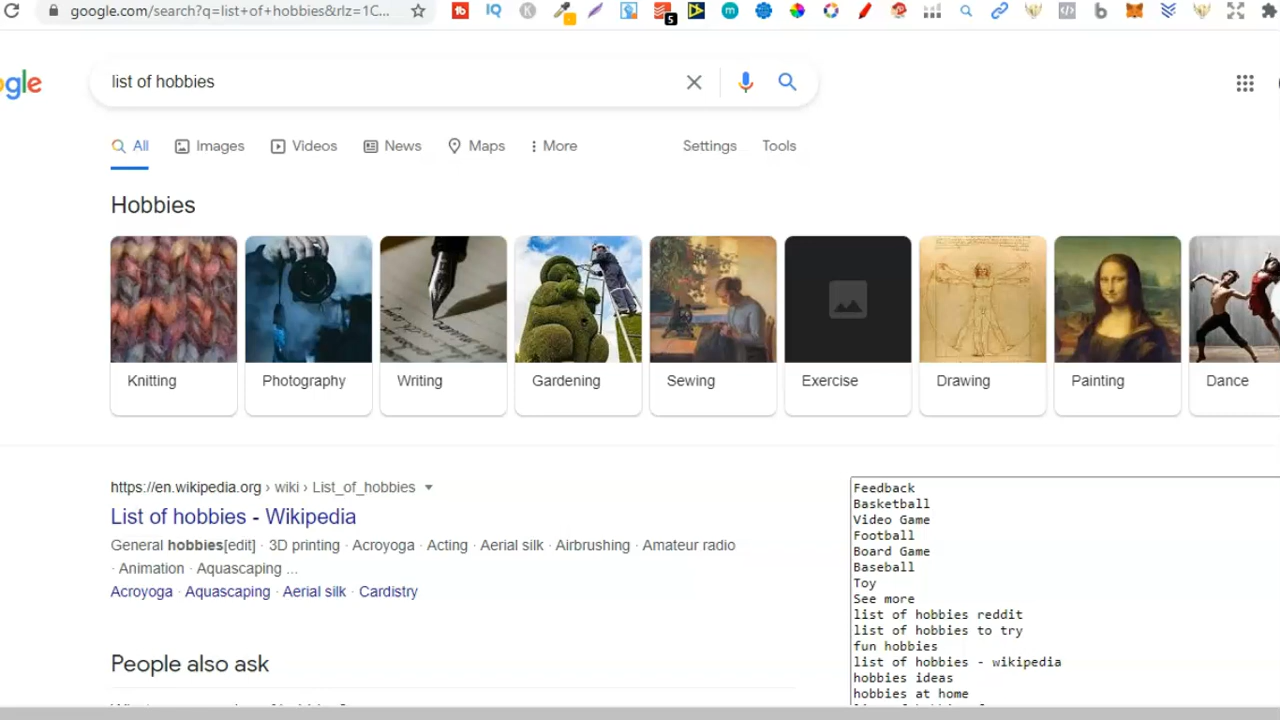 google.com/search?q=list+of+hobbies&rlz=1C...
5
gle
list of hobbies
All Images Videos News Maps More Settings Tools
Hobbies
Knitting Photography Writing Gardening Sewing Exercise Drawing Painting Dance
https://en.wikipedia.org › wiki › List_of_hobbies
List of hobbies - Wikipedia
General hobbies[edit] · 3D printing · Acroyoga · Acting · Aerial silk · Airbrushing · Amateur radio
· Animation · Aquascaping ...
Acroyoga · Aquascaping · Aerial silk · Cardistry
People also ask
Feedback
Basketball
Video Game
Football
Board Game
Baseball
Toy
See more
list of hobbies reddit
list of hobbies to try
fun hobbies
list of hobbies - wikipedia
hobbies ideas
hobbies at home